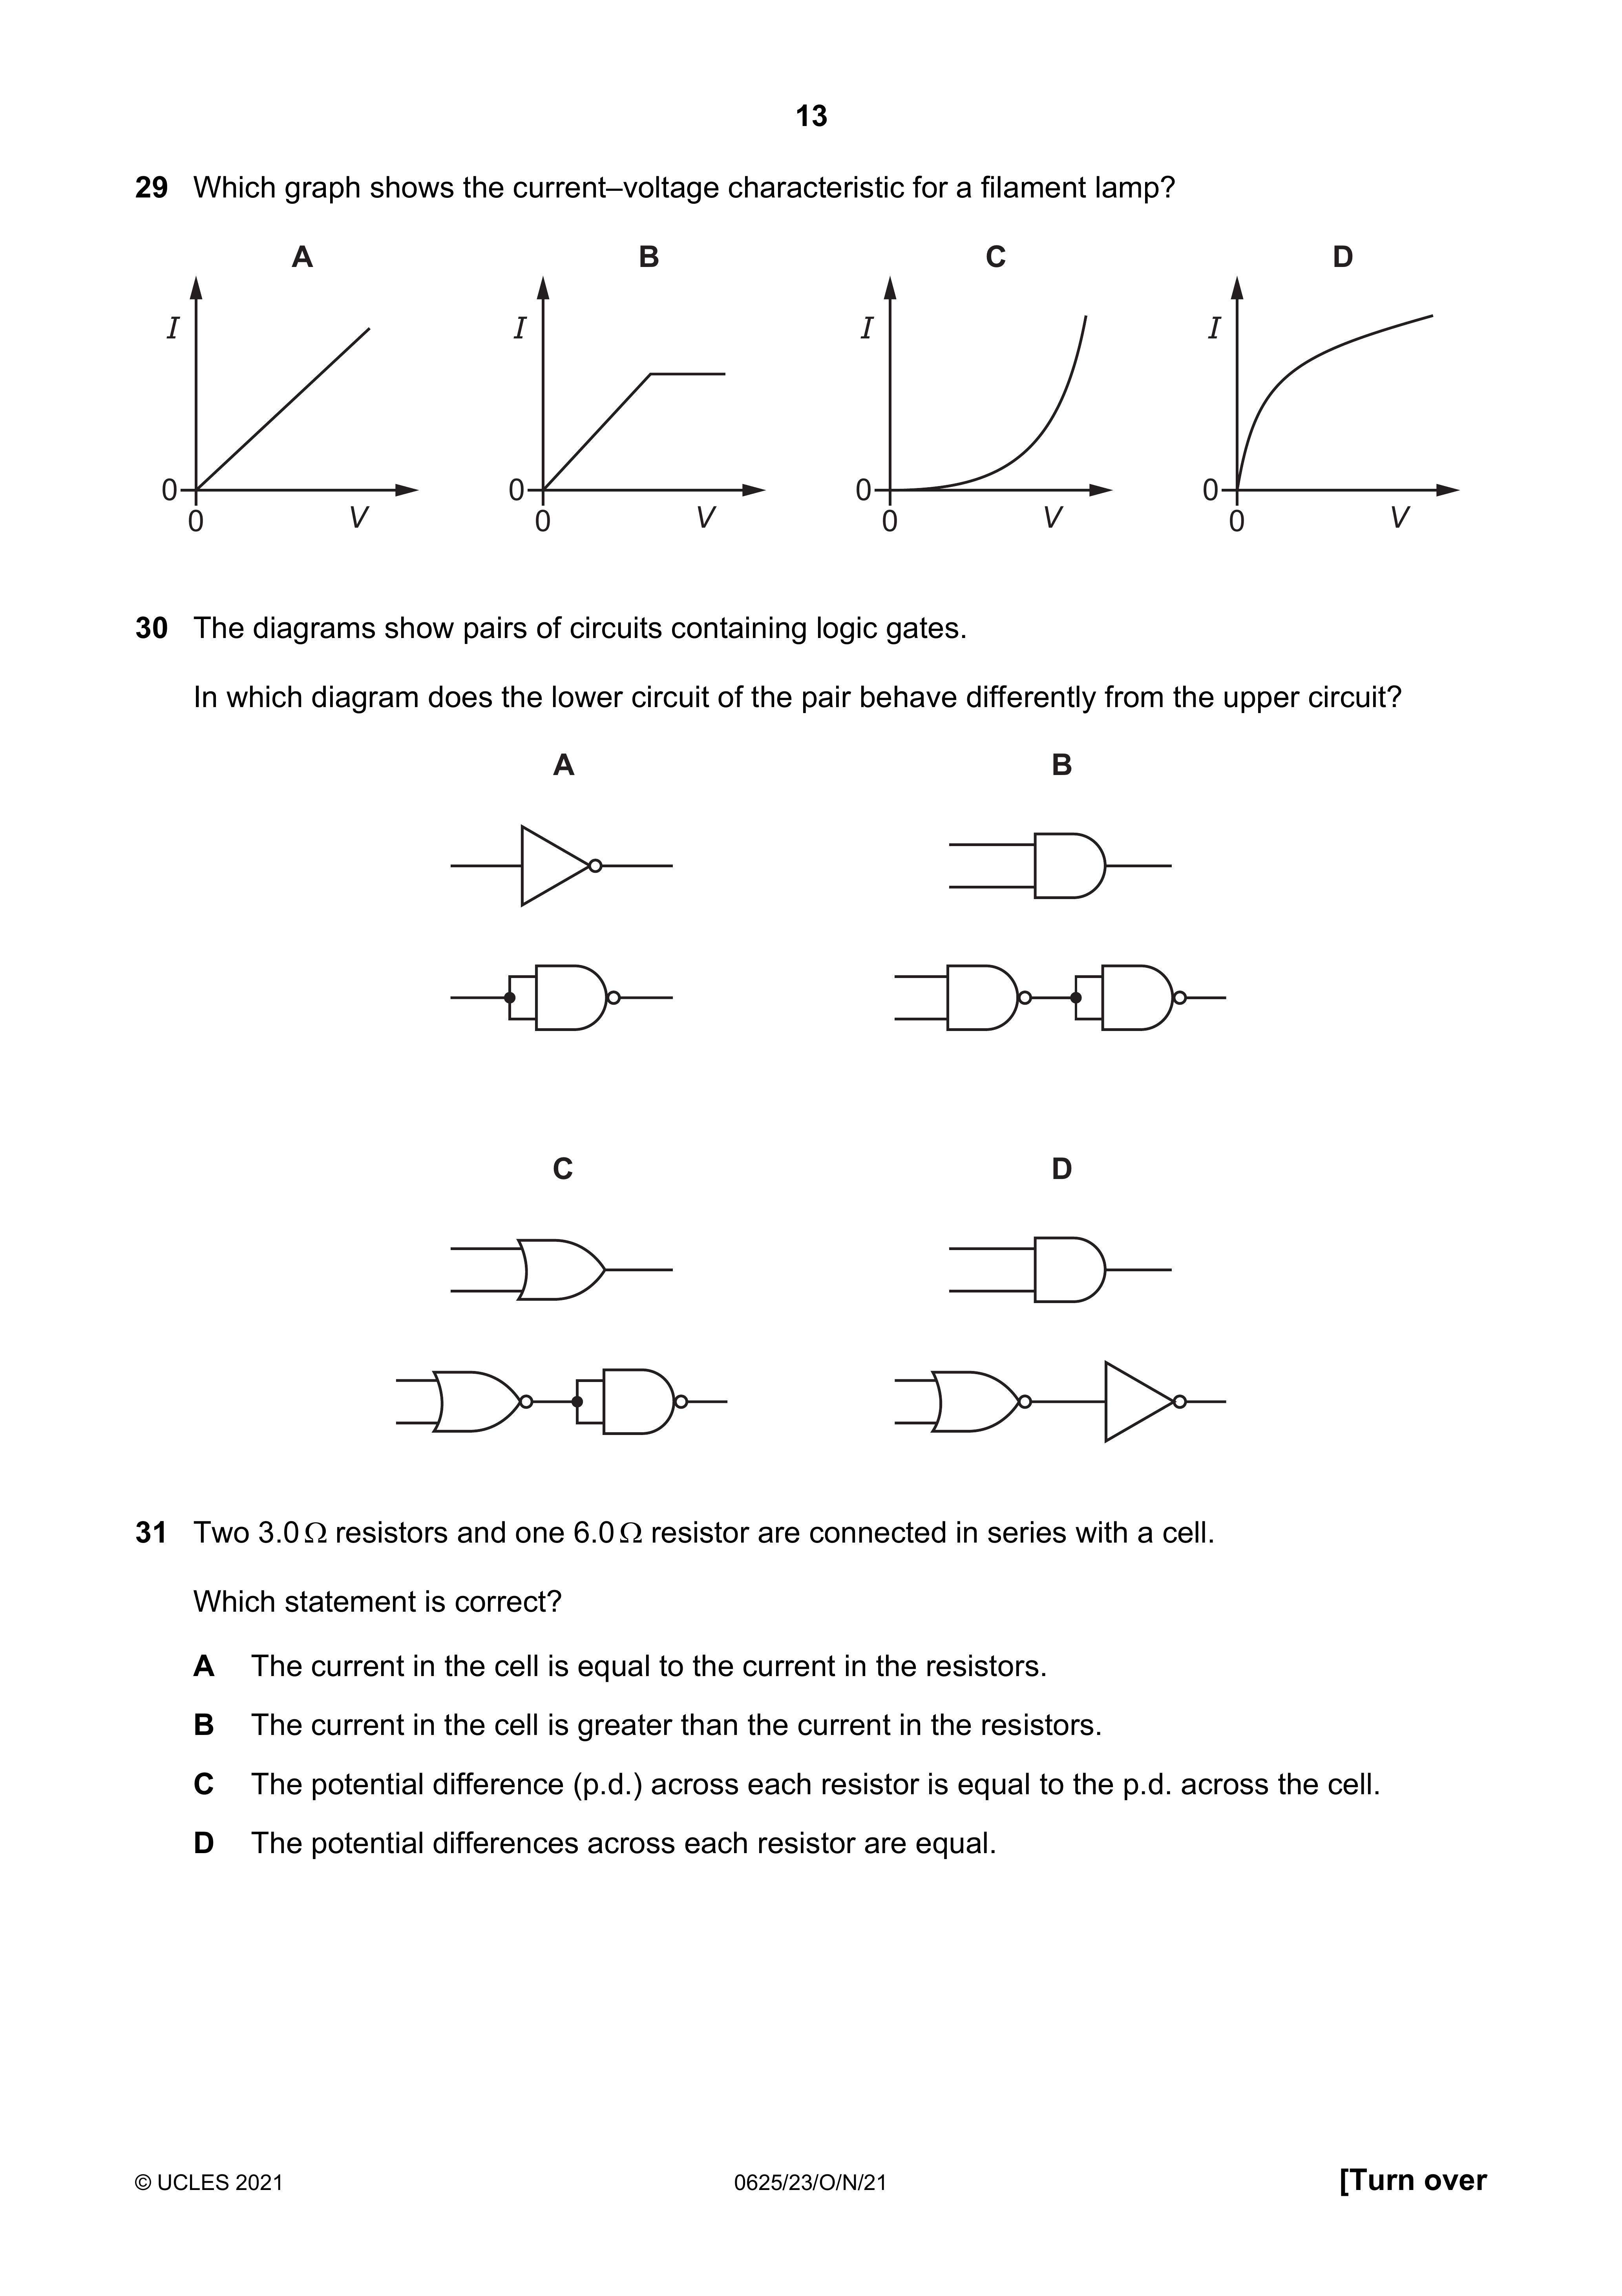 13
29 Which graph shows the current–voltage characteristic for a filament lamp?
A B C D
I I I I
0 0 0 0
0 V 0 V 0 V 0 V
30 The diagrams show pairs of circuits containing logic gates.
In which diagram does the lower circuit of the pair behave differently from the upper circuit?
A B
C D
31 Two 3.0 Ω resistors and one 6.0 Ω resistor are connected in series with a cell.
Which statement is correct?
A The current in the cell is equal to the current in the resistors.
B The current in the cell is greater than the current in the resistors.
C The potential difference (p.d.) across each resistor is equal to the p.d. across the cell.
D The potential differences across each resistor are equal.
© UCLES 2021 0625/23/O/N/21 [Turn over